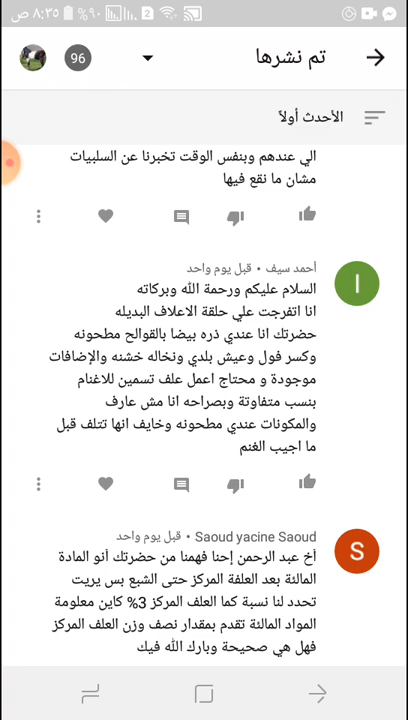 ٨:٣٥ ص
٩٠%
2
تم نشرها
96
الأحدث أولاً
الي عندهم وبنفس الوقت تخبرنا عن السلبيات
مشان ما نقع فيها
أحمد سيف • قبل يوم واحد
السلام عليكم ورحمة الله وبركاته
انا اتفرجت علي حلقة الاعلاف البديله
حضرتك انا عندي ذره بيضا بالقوالح مطحونه
وكسر فول وعيش بلدي ونخاله خشنه والإضافات
موجودة و محتاج اعمل علف تسمين للاغنام
بنسب متفاوتة وبصراحه انا مش عارف
والمكونات عندي مطحونه وخايف انها تتلف قبل
ما اجيب الغنم
Saoud yacine Saoud • قبل يوم واحد
S
أخ عبد الرحمن إحنا فهمنا من حضرتك أنو المادة
المالئة بعد العلفة المركز حتى الشبع بس يريت
تحدد لنا نسبة كما العلف المركز 3% كاين معلومة
المواد المالئة تقدم بمقدار نصف وزن العلف المركز
فهل هي صحيحة وبارك الله فيك